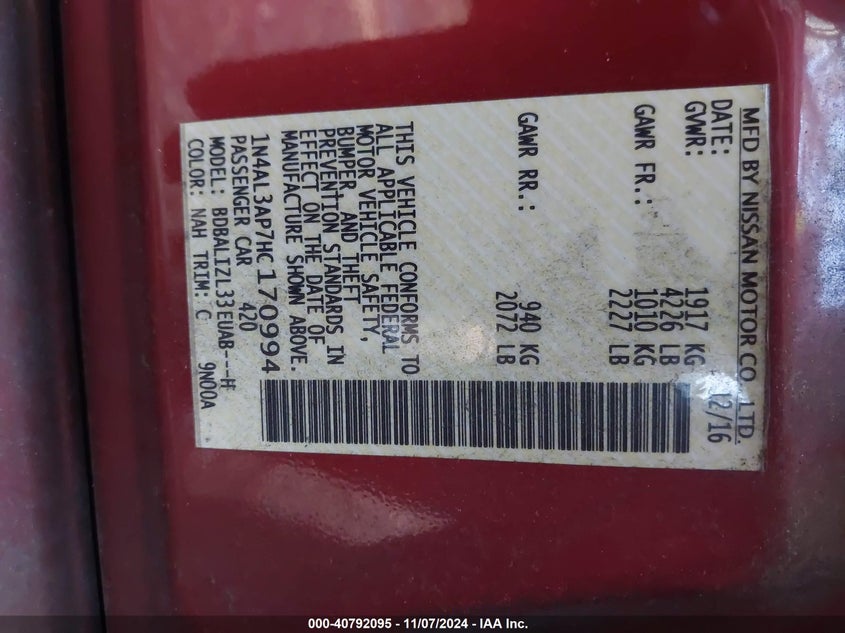 MFD BY NISSAN MOTOR CO., LTD.
DATE: 12/16
GVWR: 1917 KG
4226 LB
GAWR FR.: 1010 KG
2227 LB
GAWR RR.: 940 KG
2072 LB
THIS VEHICLE CONFORMS TO
ALL APPLICABLE FEDERAL
MOTOR VEHICLE SAFETY,
BUMPER, AND THEFT
PREVENTION STANDARDS IN
EFFECT ON THE DATE OF
MANUFACTURE SHOWN ABOVE.
1N4AL3AP7HC170994
PASSENGER CAR 420
MODEL: BDBALIZL33EUAB---H
COLOR: NAH TRIM: C 9N00A
000-40792095 - 11/07/2024 - IAA Inc.